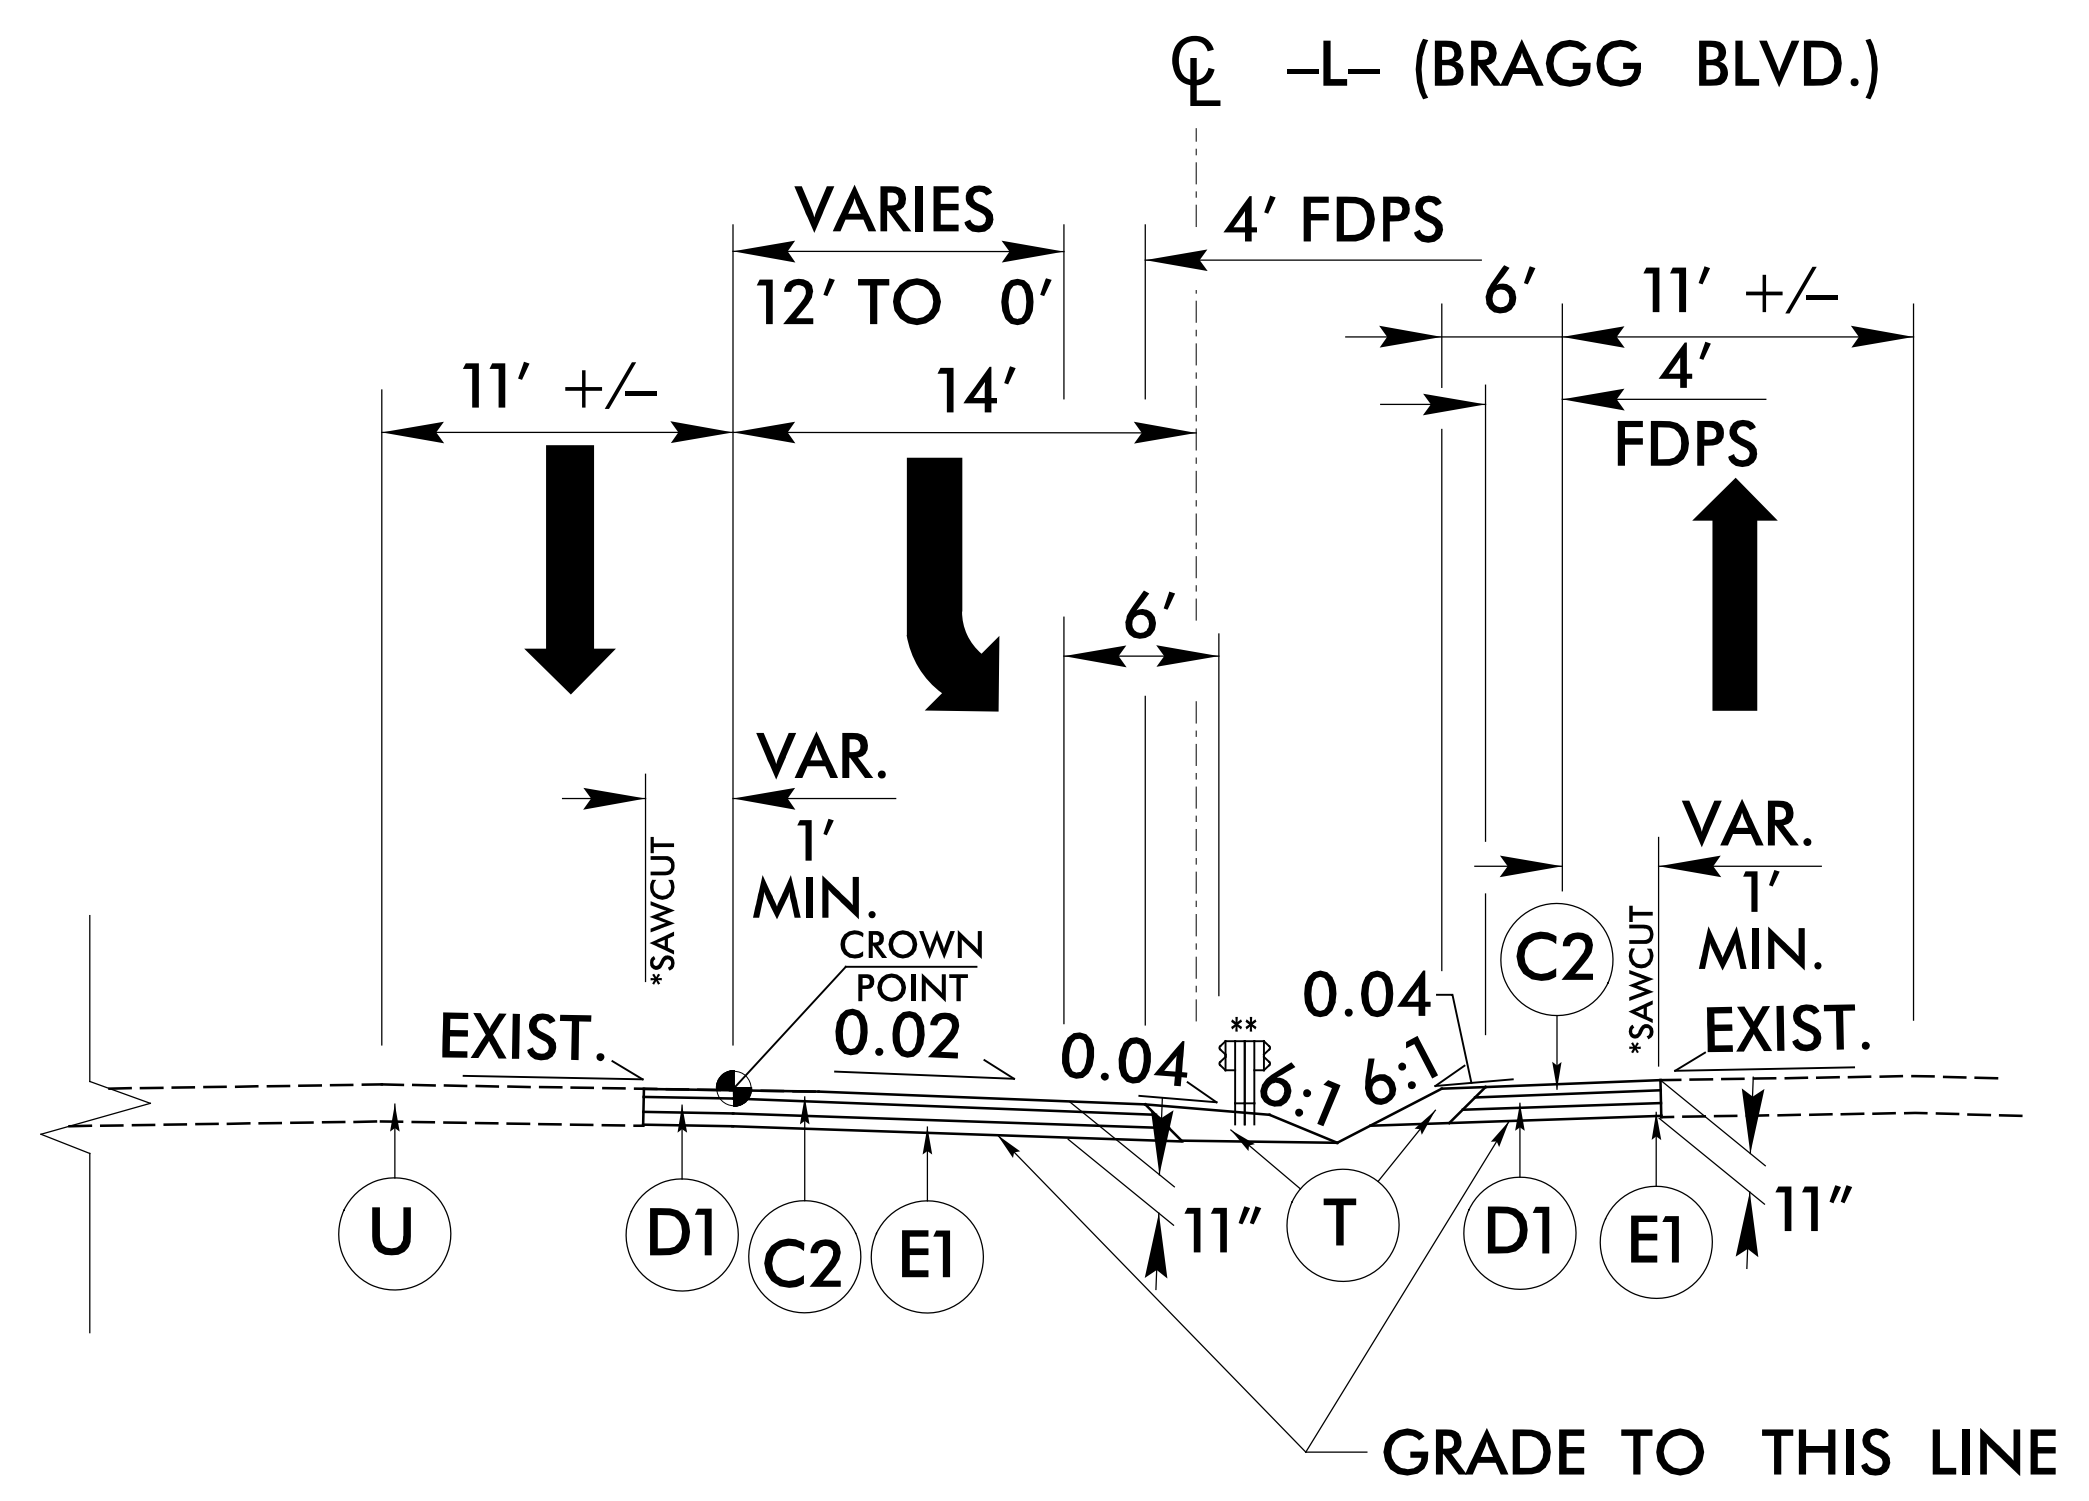 ℄ –L– (BRAGG BLVD.)
VARIES
12' TO 0'
4' FDPS
6'
11' +/–
4'
FDPS
11' +/–
14'
6'
VAR.
1'
MIN.
*SAWCUT
CROWN
POINT
EXIST.
0.02
0.04
**
6:1
6:1
0.04
C2
*SAWCUT
VAR.
1'
MIN.
EXIST.
U
D1
C2
E1
11"
T
D1
E1
11"
GRADE TO THIS LINE